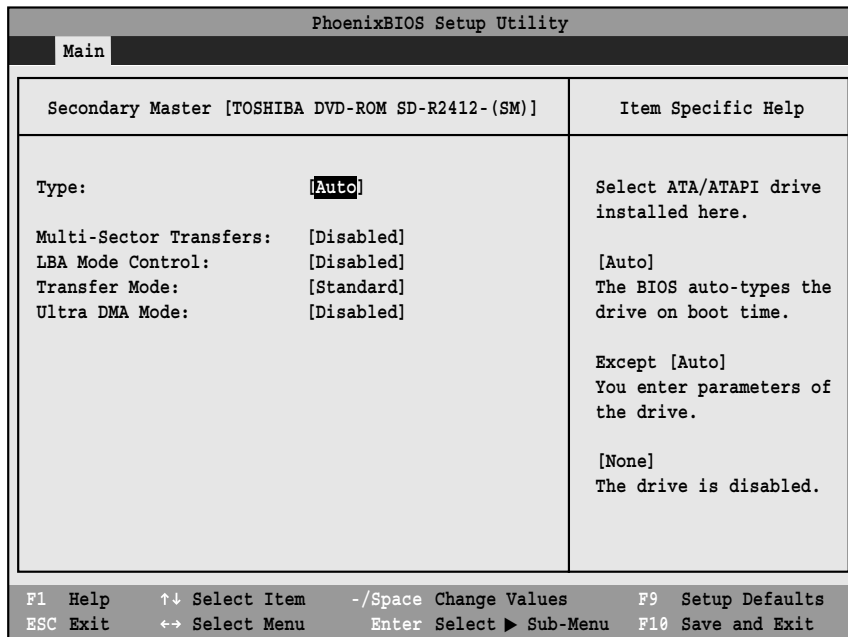 PhoenixBIOS Setup Utility
Main
Secondary Master [TOSHIBA DVD-ROM SD-R2412-(SM)]
Type: [Auto]
Multi-Sector Transfers: [Disabled]
LBA Mode Control: [Disabled]
Transfer Mode: [Standard]
Ultra DMA Mode: [Disabled]
Item Specific Help
Select ATA/ATAPI drive
installed here.
[Auto]
The BIOS auto-types the
drive on boot time.
Except [Auto]
You enter parameters of
the drive.
[None]
The drive is disabled.
F1 Help ↑↓ Select Item -/Space Change Values F9 Setup Defaults
ESC Exit ←→ Select Menu Enter Select ▶ Sub-Menu F10 Save and Exit